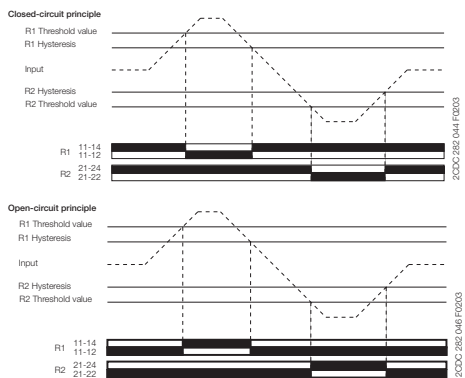 Closed-circuit principle
R1 Threshold value
R1 Hysteresis
Input
R2 Hysteresis
R2 Threshold value
R1 11-14
11-12
R2 21-24
21-22
2CDC 282 044 F0203
Open-circuit principle
R1 Threshold value
R1 Hysteresis
Input
R2 Hysteresis
R2 Threshold value
R1 11-14
11-12
R2 21-24
21-22
2CDC 282 046 F0203